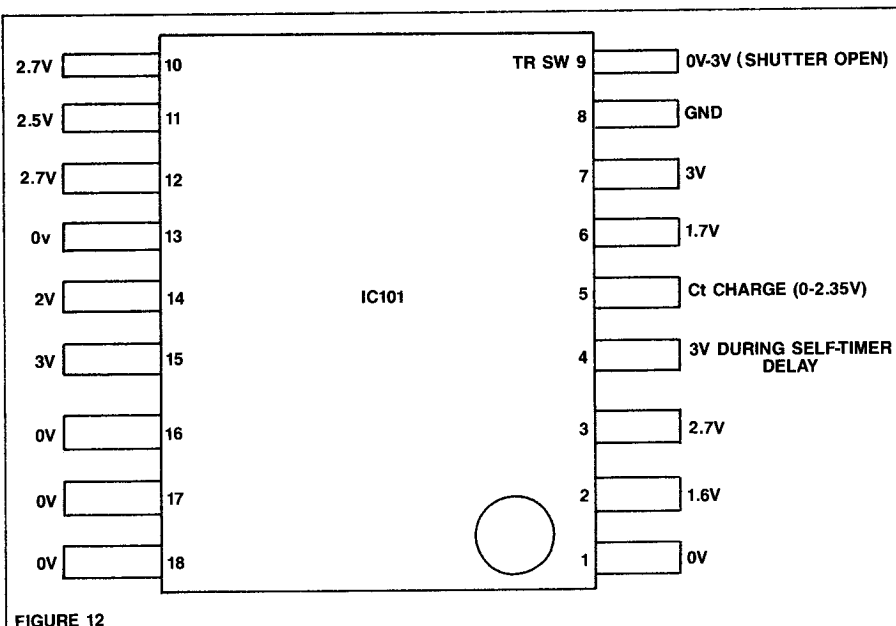 2.7V 10 TR SW 9 0V-3V (SHUTTER OPEN)
2.5V 11 8 GND
2.7V 12 7 3V
0v 13 6 1.7V
2V 14 IC101 5 Ct CHARGE (0-2.35V)
3V 15 4 3V DURING SELF-TIMER
DELAY
0V 16 3 2.7V
0V 17 2 1.6V
0V 18 1 0V
FIGURE 12